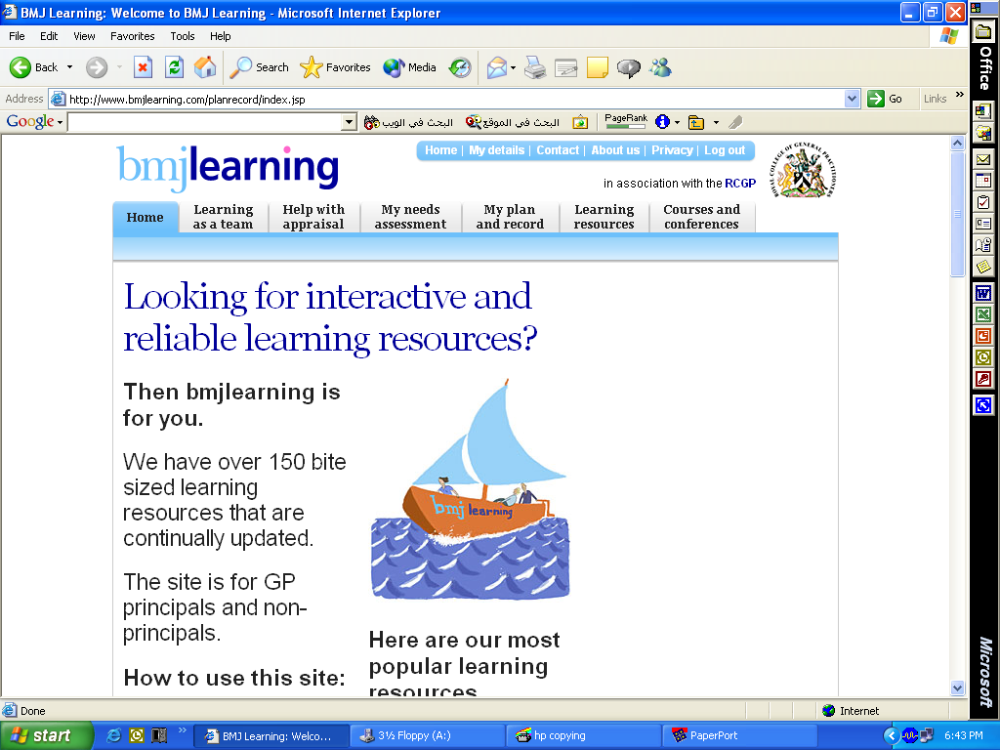 BMJ Learning: Welcome to BMJ Learning - Microsoft Internet Explorer
File Edit View Favorites Tools Help
Back Search Favorites Media
Address http://www.bmjlearning.com/planrecord/index.jsp Go Links »
Google البحث في الويب البحث في الموقع PageRank
bmjlearning
Home | My details | Contact | About us | Privacy | Log out
in association with the RCGP
ROYAL COLLEGE OF GENERAL PRACTITIONERS
Home Learning as a team Help with appraisal My needs assessment My plan and record Learning resources Courses and conferences
Looking for interactive and
reliable learning resources?
Then bmjlearning is
for you.
We have over 150 bite
sized learning
resources that are
continually updated.
The site is for GP
principals and non-
principals.
How to use this site:
bmj learning
Here are our most
popular learning
resources
Office
Microsoft
Done Internet
start » BMJ Learning: Welco... 3½ Floppy (A:) hp copying PaperPort 6:43 PM